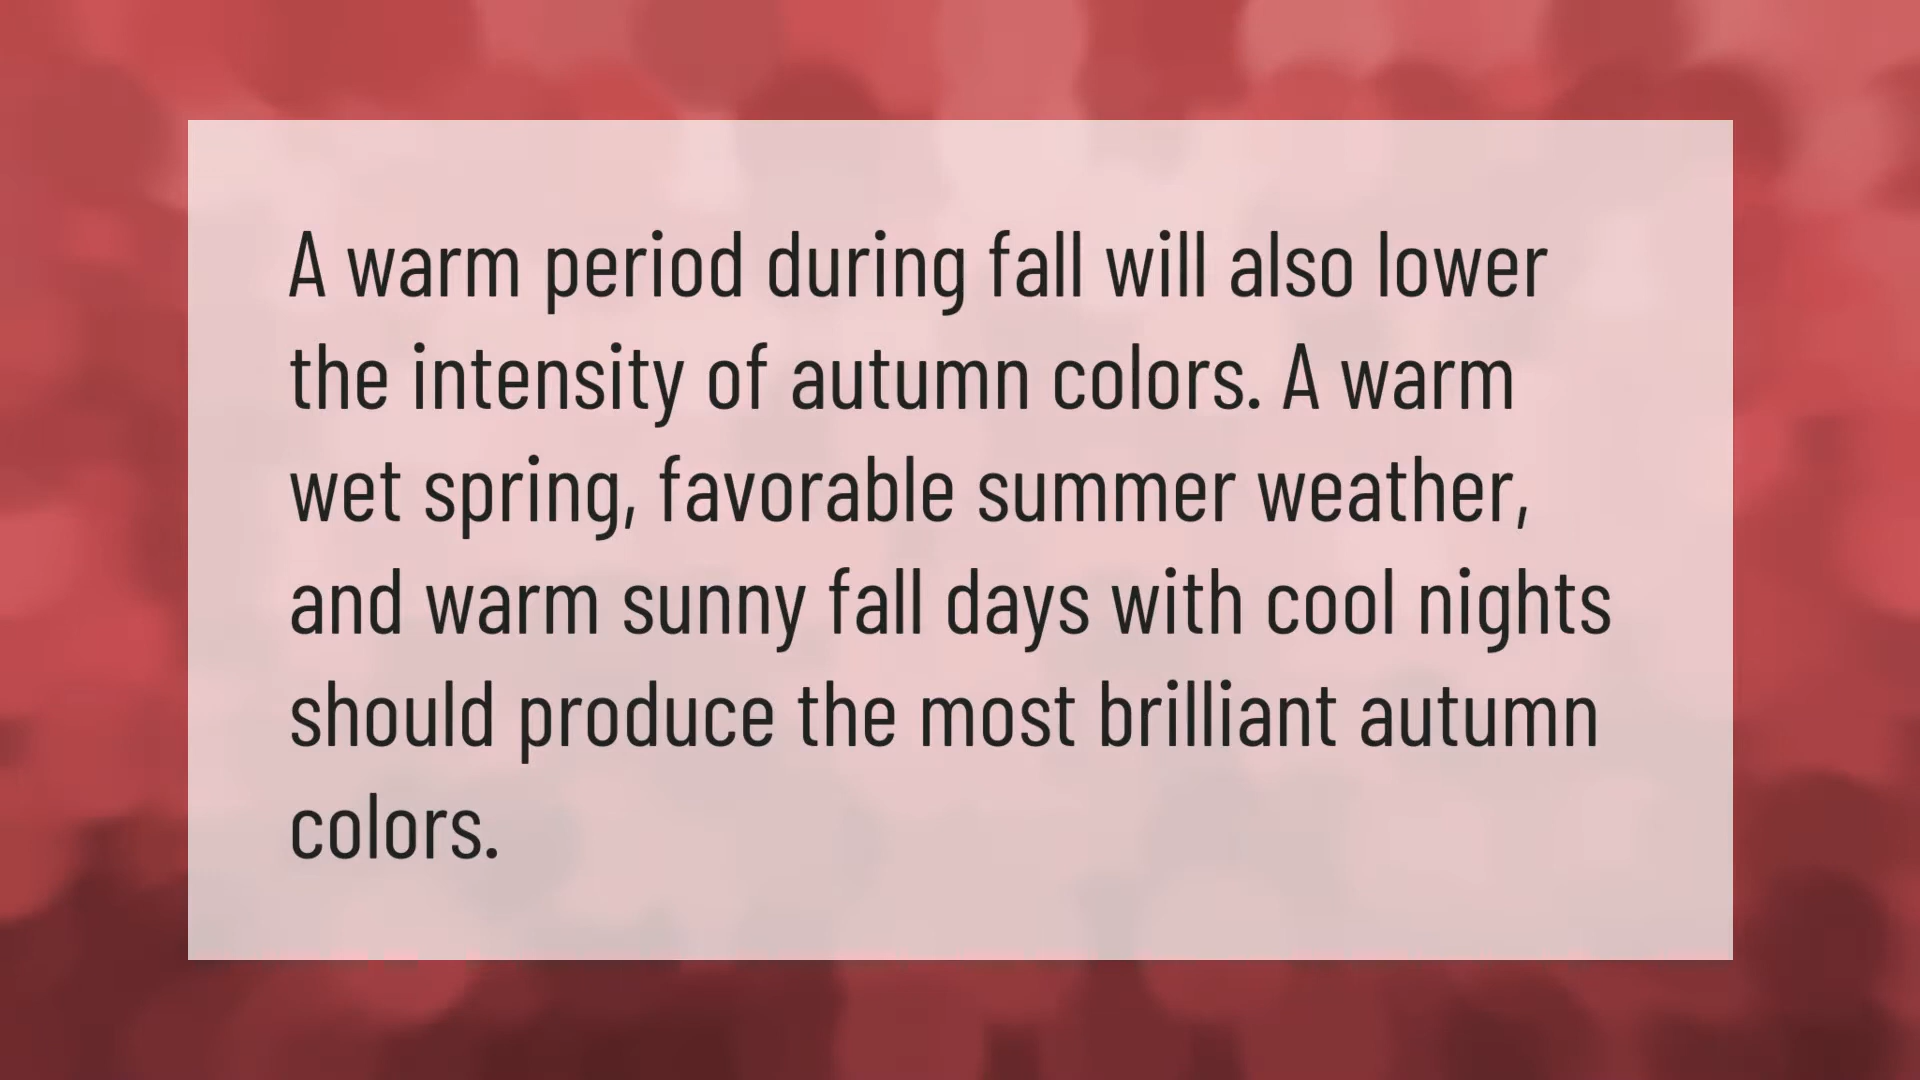 A warm period during fall will also lower
the intensity of autumn colors. A warm
wet spring, favorable summer weather,
and warm sunny fall days with cool nights
should produce the most brilliant autumn
colors.